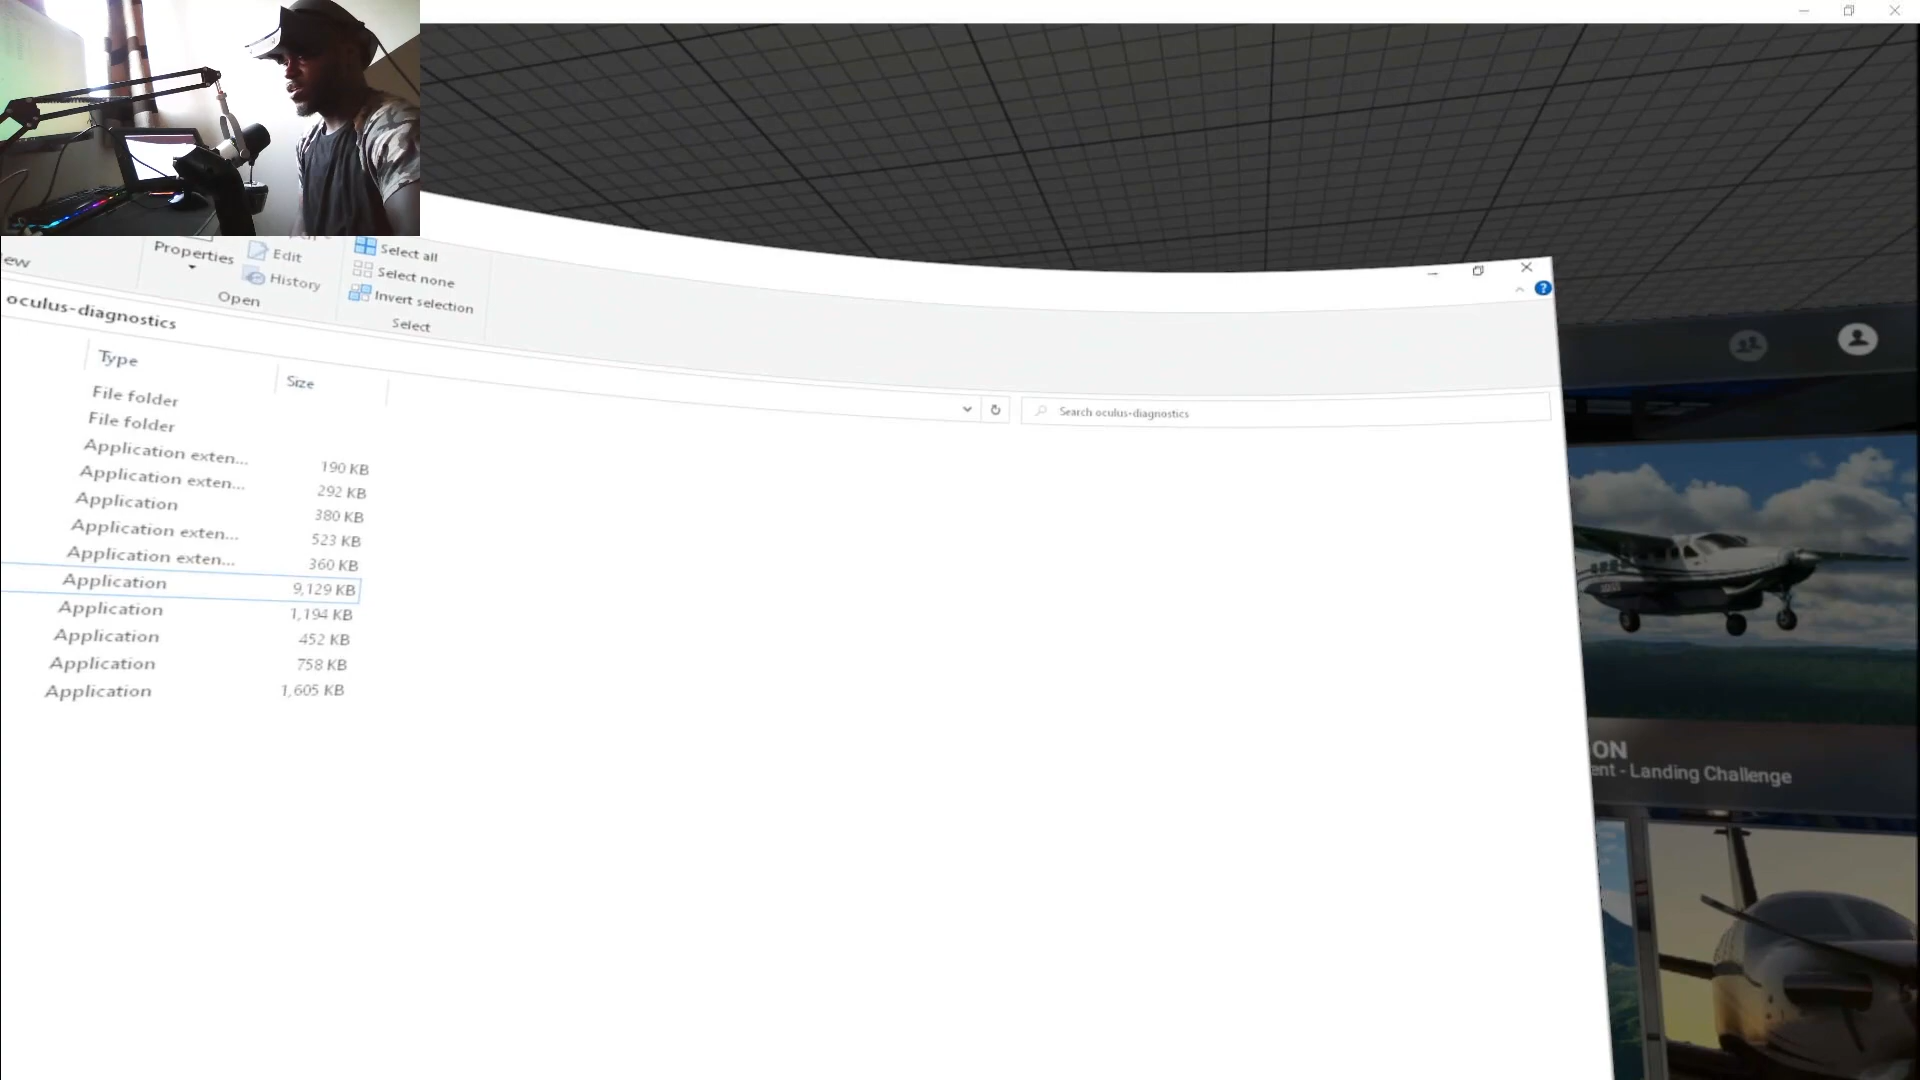 Properties
Edit
History
Open
Select all
Select none
Invert selection
Select
ew
oculus-diagnostics
Search oculus-diagnostics
Type Size
File folder
File folder
Application exten... 190 KB
Application exten... 292 KB
Application 380 KB
Application exten... 523 KB
Application exten... 360 KB
Application 9,129 KB
Application 1,194 KB
Application 452 KB
Application 758 KB
Application 1,605 KB
ON
ent - Landing Challenge